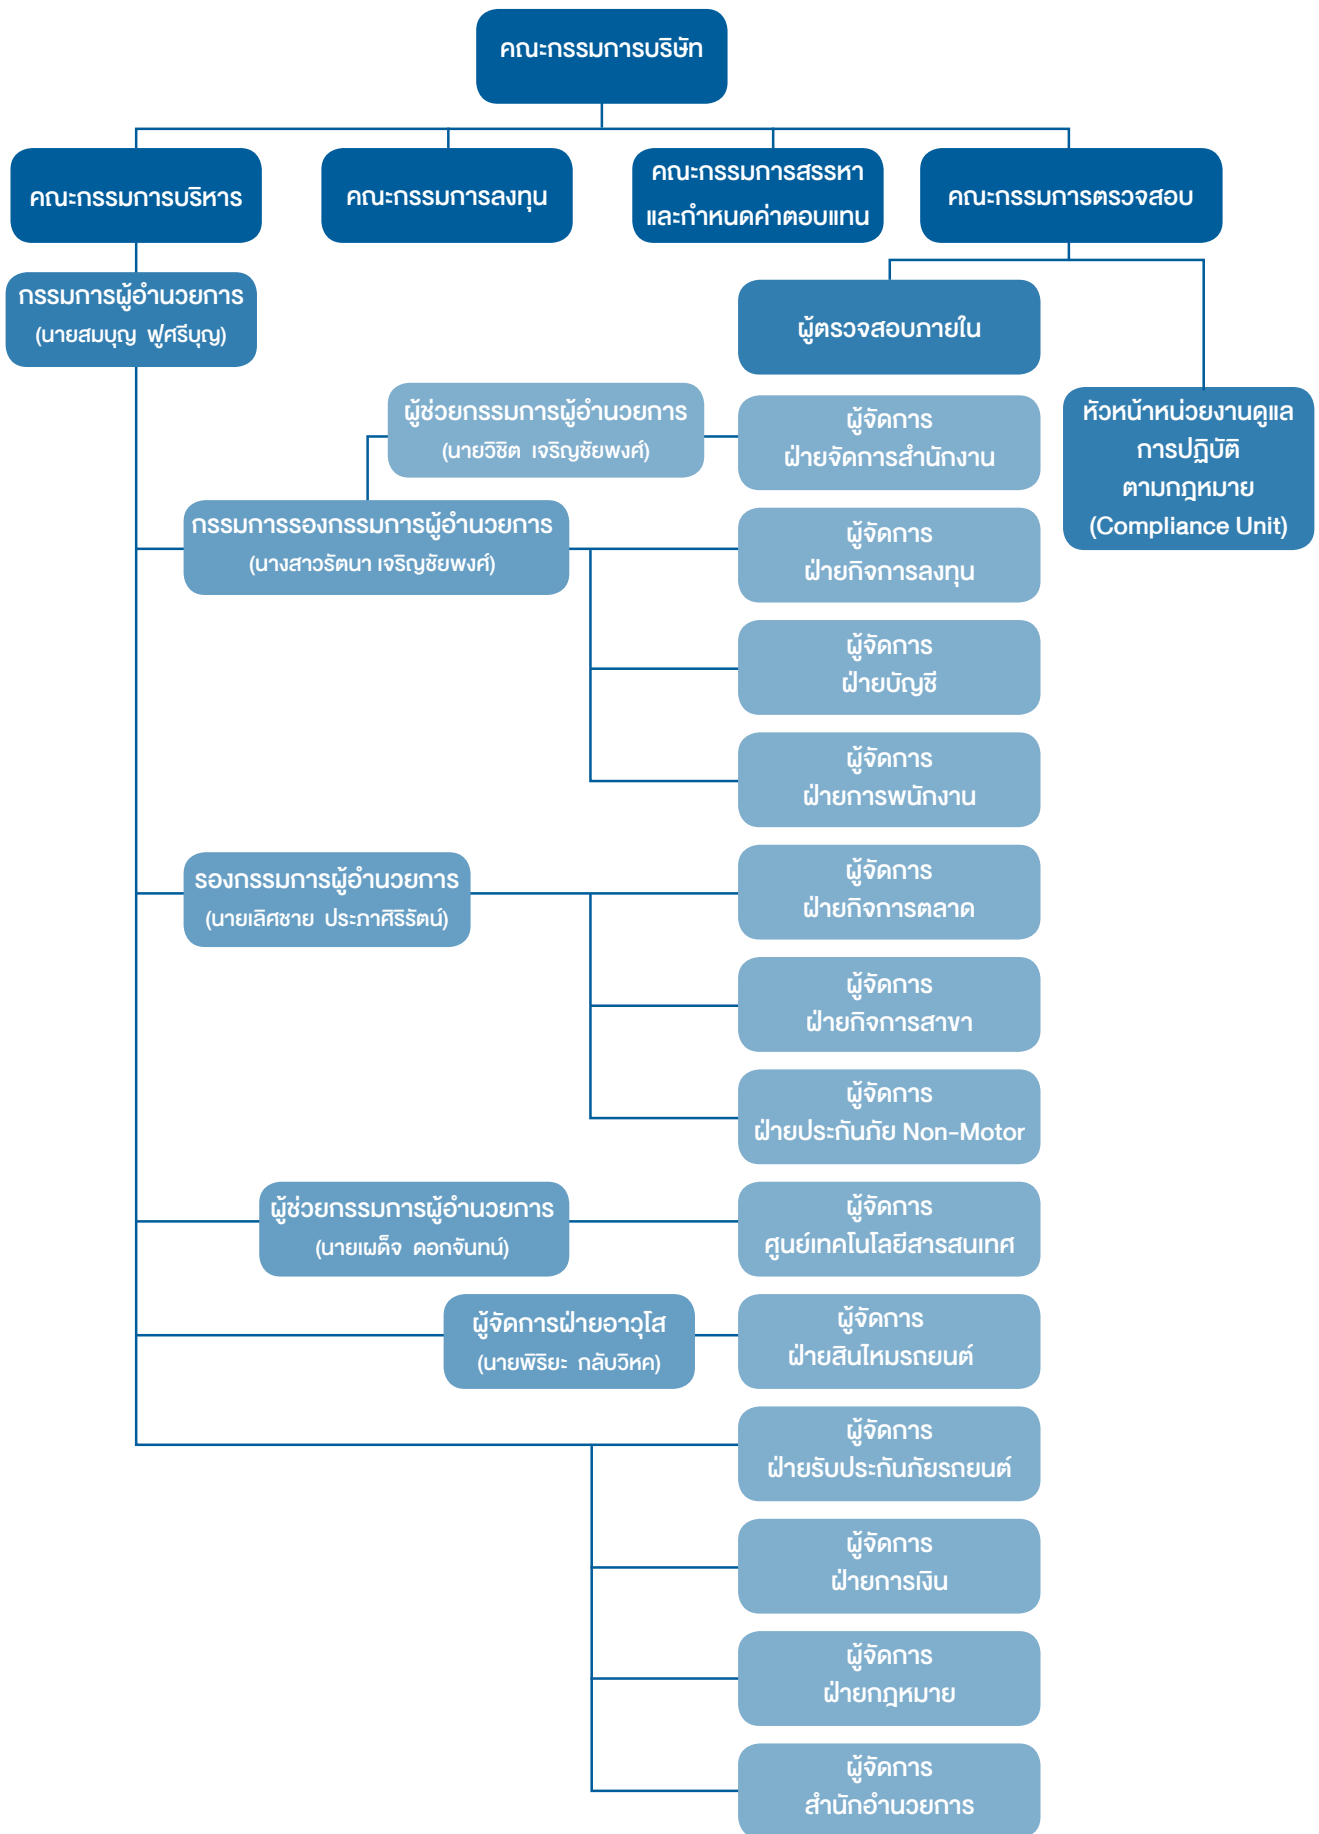 คณะกรรมการบริษัท
คณะกรรมการบริหาร
คณะกรรมการลงทุน
คณะกรรมการสรรหา
และกำหนดค่าตอบแทน
คณะกรรมการตรวจสอบ
กรรมการผู้อำนวยการ
(นายสมบุญ ฟูศรีบุญ)
ผู้ตรวจสอบภายใน
หัวหน้าหน่วยงานดูแล
การปฏิบัติ
ตามกฎหมาย
(Compliance Unit)
ผู้ช่วยกรรมการผู้อำนวยการ
(นายวิชิต เจริญชัยพงศ์)
ผู้จัดการ
ฝ่ายจัดการสำนักงาน
กรรมการรองกรรมการผู้อำนวยการ
(นางสาวรัตนา เจริญชัยพงศ์)
ผู้จัดการ
ฝ่ายกิจการลงทุน
ผู้จัดการ
ฝ่ายบัญชี
ผู้จัดการ
ฝ่ายการพนักงาน
รองกรรมการผู้อำนวยการ
(นายเลิศชาย ประภาศิริรัตน์)
ผู้จัดการ
ฝ่ายกิจการตลาด
ผู้จัดการ
ฝ่ายกิจการสาขา
ผู้จัดการ
ฝ่ายประกันภัย Non-Motor
ผู้ช่วยกรรมการผู้อำนวยการ
(นายเผด็จ ดอกจันทน์)
ผู้จัดการ
ศูนย์เทคโนโลยีสารสนเทศ
ผู้จัดการฝ่ายอาวุโส
(นายพิริยะ กลับวิหค)
ผู้จัดการ
ฝ่ายสินไหมรถยนต์
ผู้จัดการ
ฝ่ายรับประกันภัยรถยนต์
ผู้จัดการ
ฝ่ายการเงิน
ผู้จัดการ
ฝ่ายกฎหมาย
ผู้จัดการ
สำนักอำนวยการ